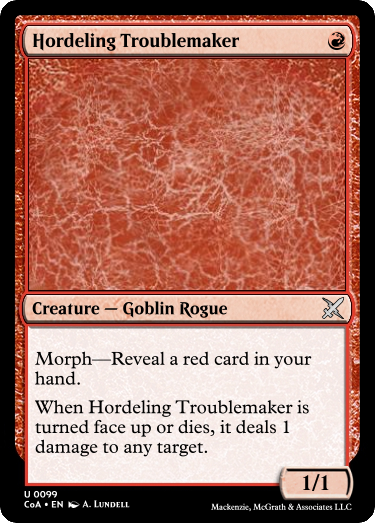 Hordeling Troublemaker
Creature — Goblin Rogue
Morph—Reveal a red card in your
hand.
When Hordeling Troublemaker is
turned face up or dies, it deals 1
damage to any target.
1/1
U 0099
CoA • EN A. Lundell
Mackenzie, McGrath & Associates LLC